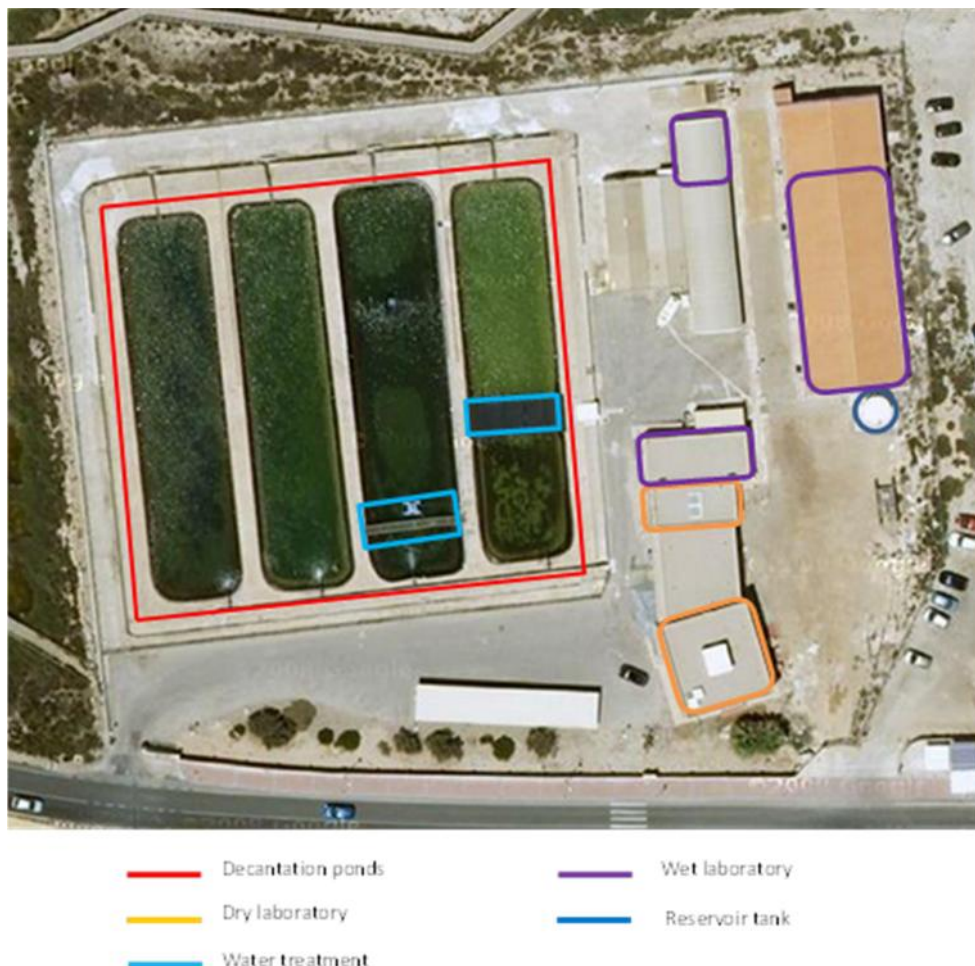 Decantation ponds
Dry laboratory
Water treatment
Wet laboratory
Reservoir tank